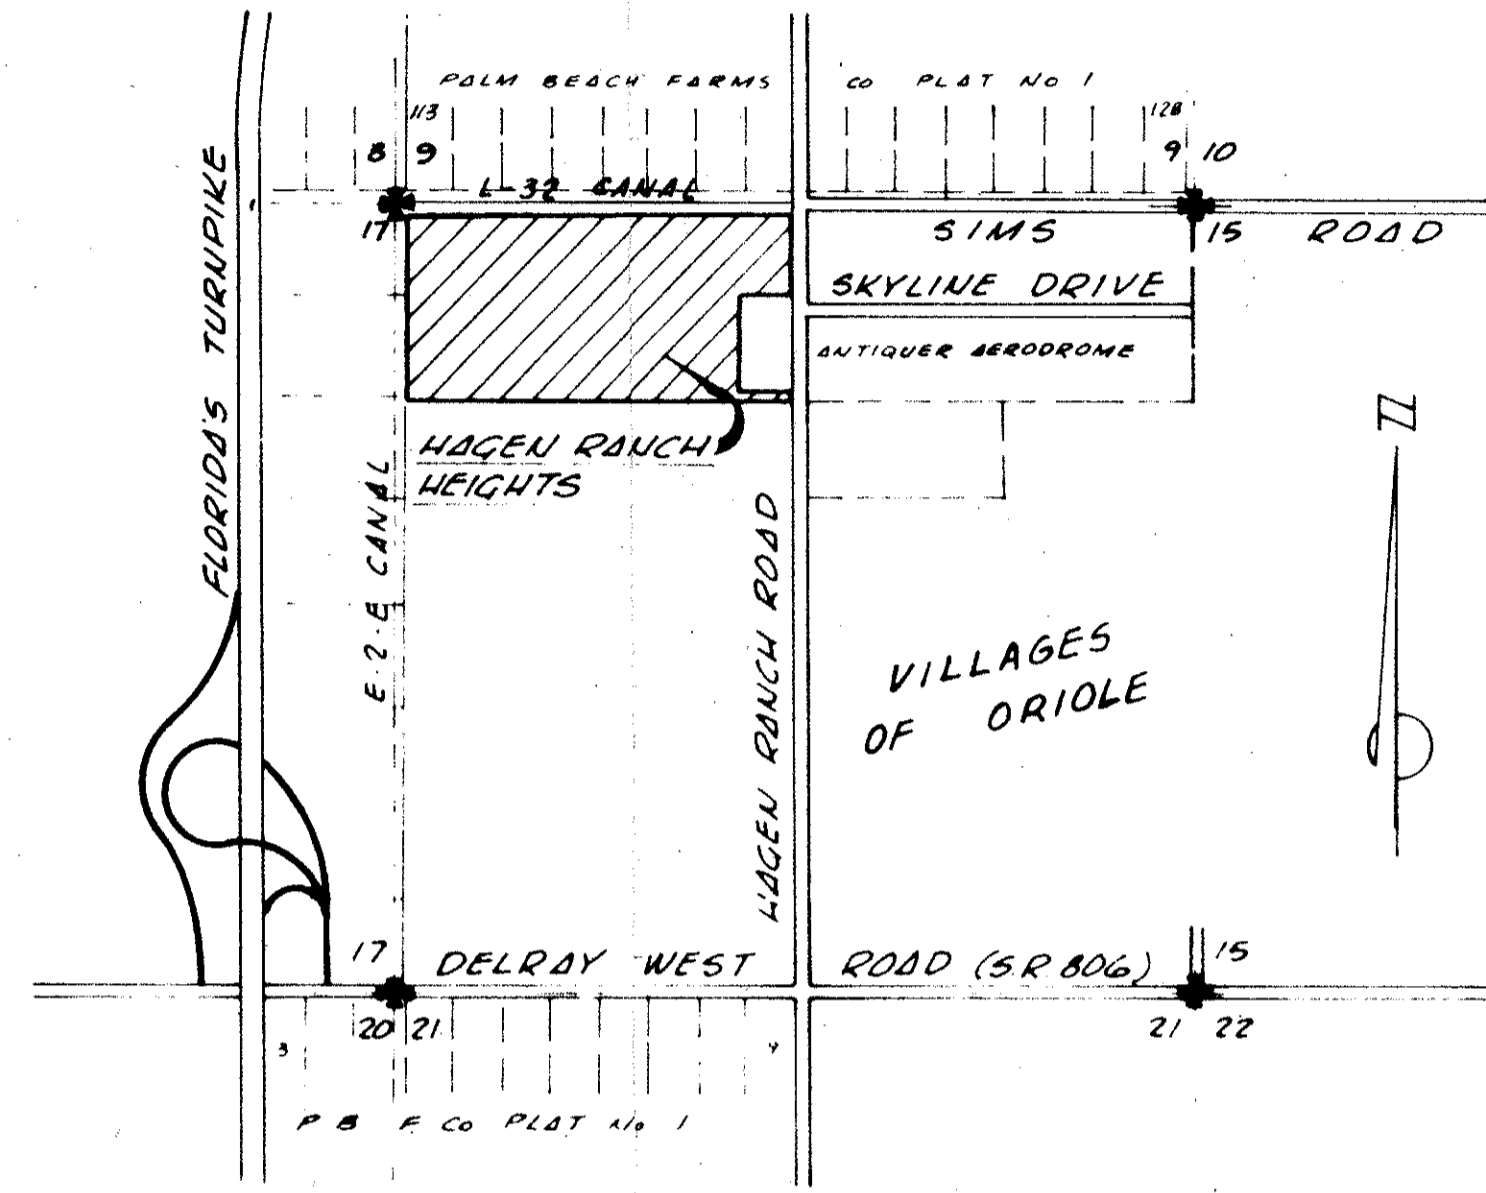 PALM BEACH FARMS CO PLAT No 1
113
128
8 9
9 10
L-32 CANAL
17
SIMS ROAD
15
SKYLINE DRIVE
ANTIQUER AERODROME
FLORIDA'S TURNPIKE
HAGEN RANCH
HEIGHTS
E-2-E CANAL
HAGEN RANCH ROAD
N
VILLAGES
OF ORIOLE
17
DELRAY WEST ROAD (S.R. 806)
15
20 21
21 22
3
4
P B F Co PLAT No 1